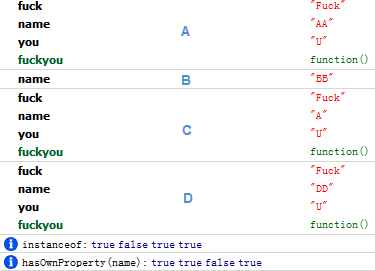 fuck "Fuck"
name "AA"
A
you "U"
fuckyou function()
name B "BB"
fuck "Fuck"
name "A"
C
you "U"
fuckyou function()
fuck "Fuck"
name "DD"
D
you "U"
fuckyou function()
instanceof: true false true true
hasOwnProperty(name): true true false true